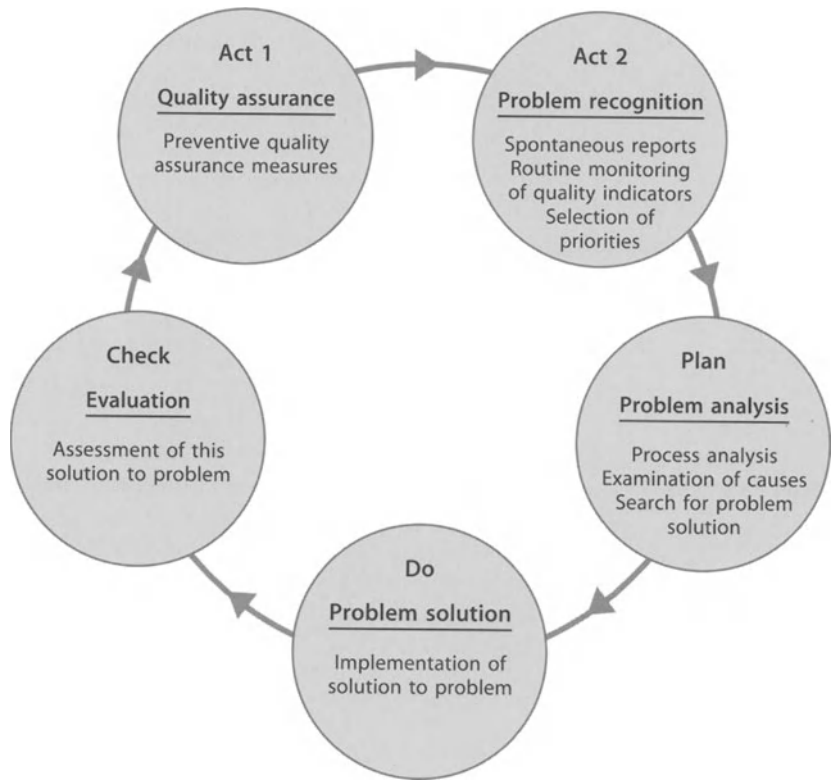 Act 1
Quality assurance
Preventive quality
assurance measures
Act 2
Problem recognition
Spontaneous reports
Routine monitoring
of quality indicators
Selection of
priorities
Plan
Problem analysis
Process analysis
Examination of causes
Search for problem
solution
Do
Problem solution
Implementation of
solution to problem
Check
Evaluation
Assessment of this
solution to problem